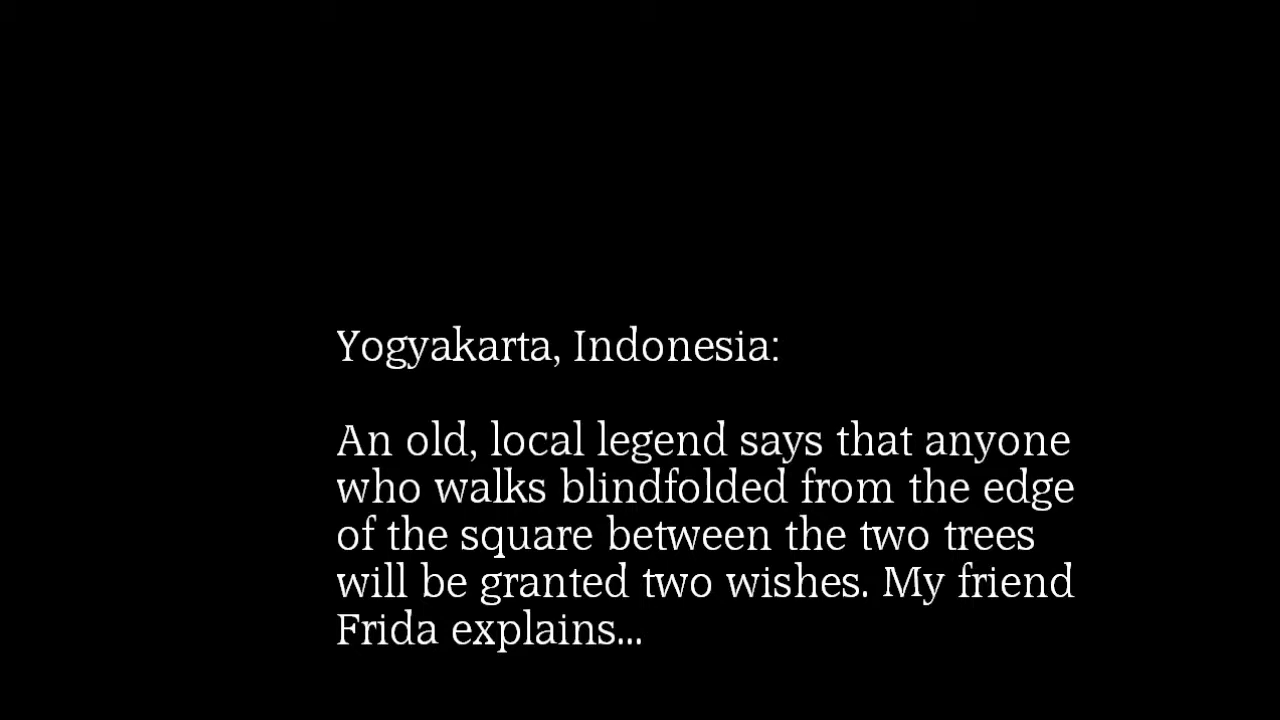 Yogyakarta, Indonesia:
An old, local legend says that anyone
who walks blindfolded from the edge
of the square between the two trees
will be granted two wishes. My friend
Frida explains...